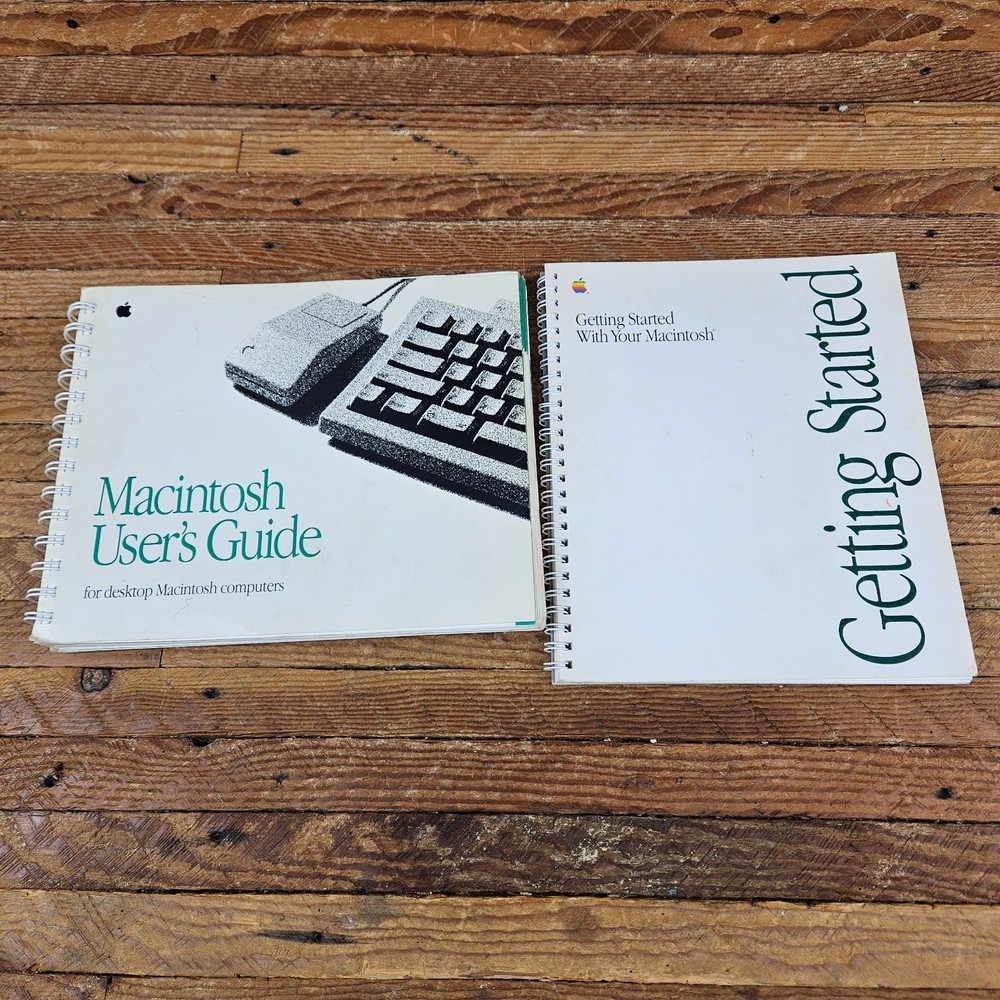 Macintosh
User's Guide
for desktop Macintosh computers
Getting Started
With Your Macintosh®
Getting Started